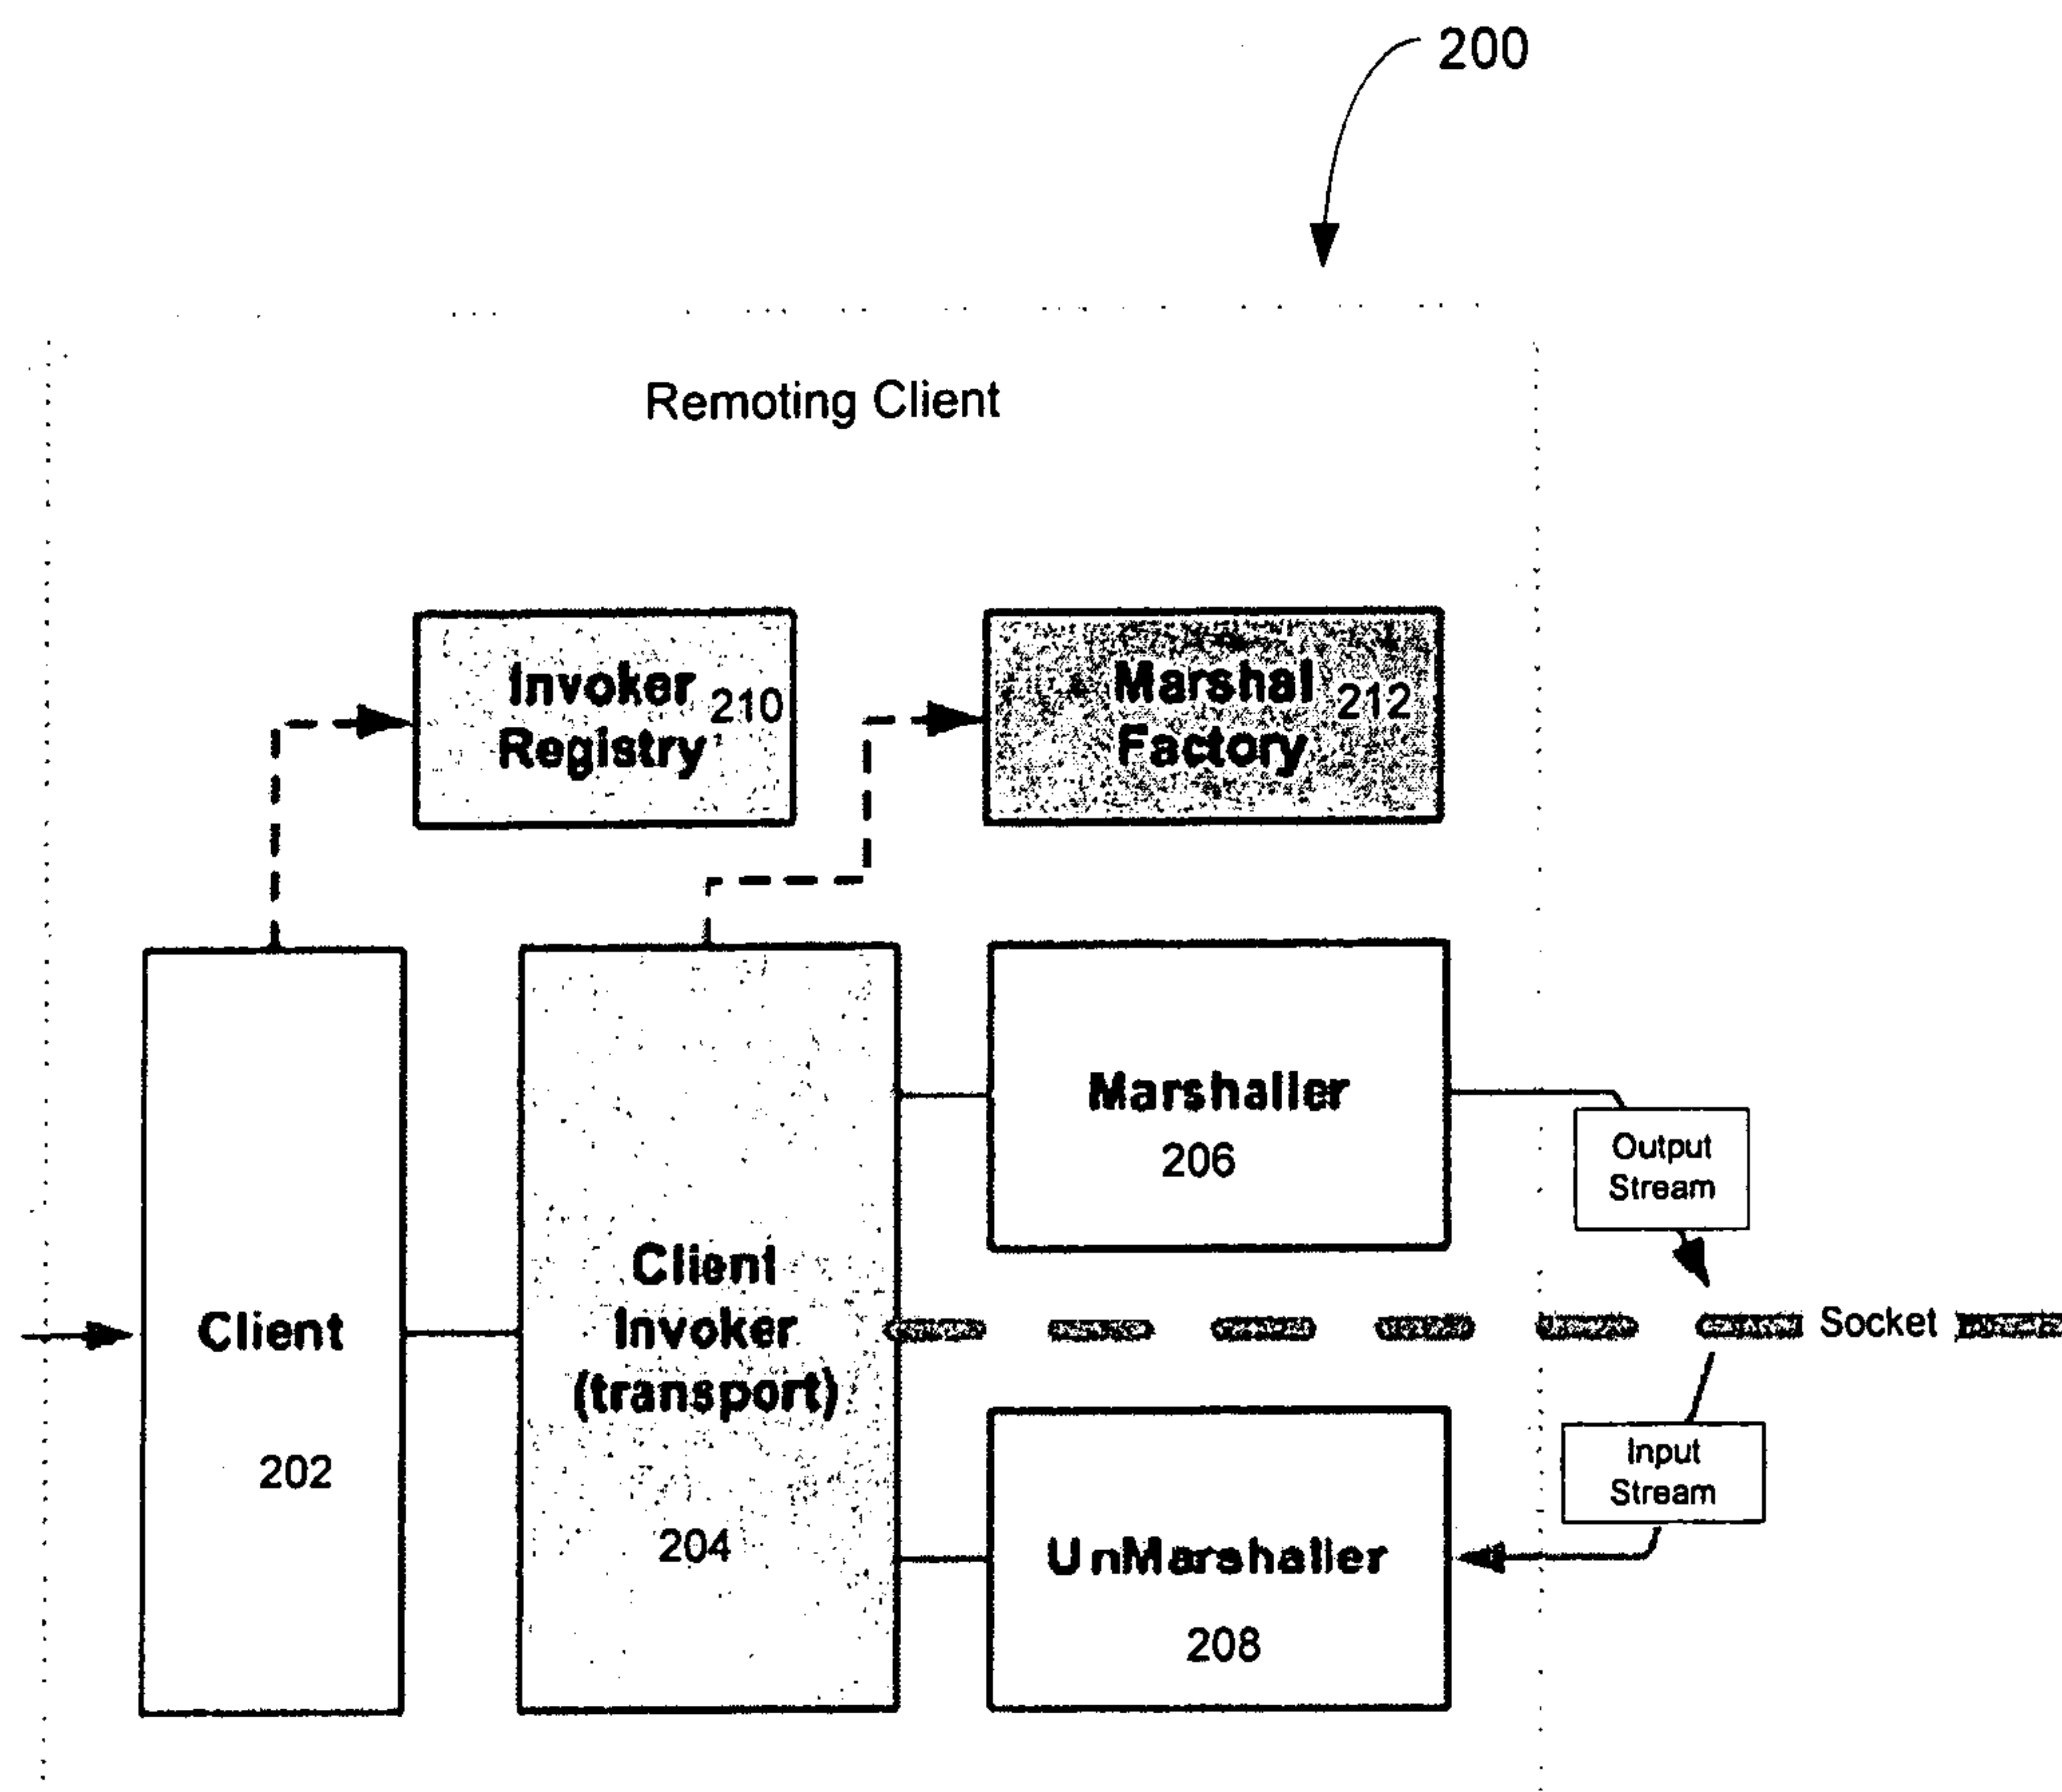 200
Remoting Client
Invoker
Registry
210
Marshal
Factory
212
Marshaller
206
Output
Stream
Client
Invoker
(transport)
204
Client
202
Socket
Input
Stream
UnMarshaller
208